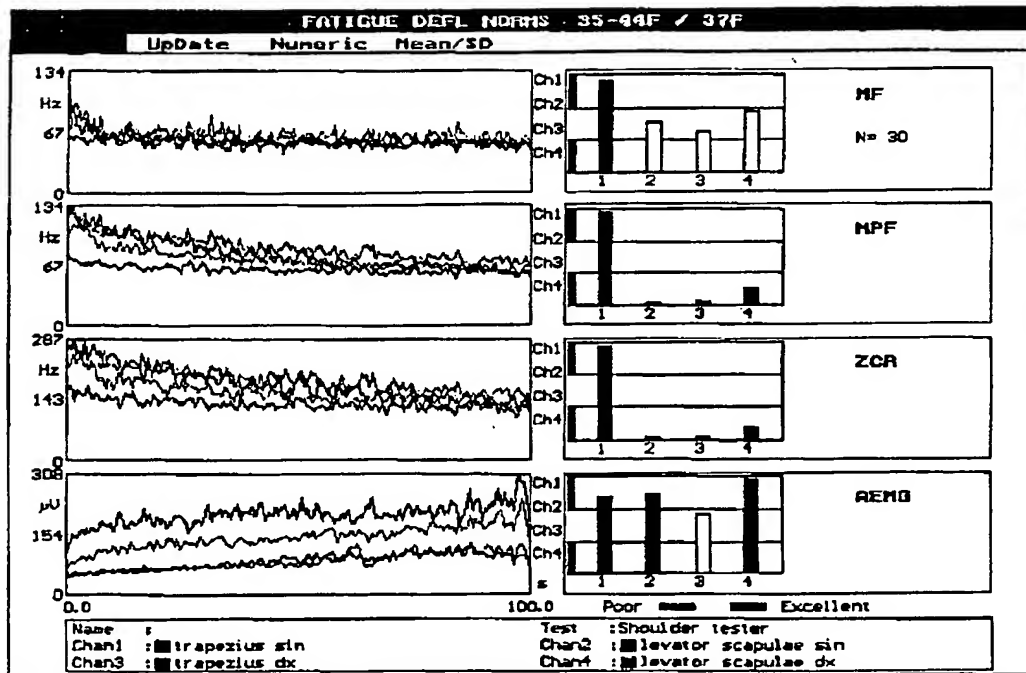 FATIGUE DEFL NORMS 35-44F / 37F
UpDate Numeric Mean/SD
134
Hz
67
0
Ch1
Ch2
Ch3
Ch4
1 2 3 4
MF
N= 30
134
Hz
67
0
Ch1
Ch2
Ch3
Ch4
1 2 3 4
MPF
287
Hz
143
0
Ch1
Ch2
Ch3
Ch4
1 2 3 4
ZCR
308
µV
154
0
0.0 100.0 s
Ch1
Ch2
Ch3
Ch4
1 2 3 4
AEMG
Poor Excellent
Name : Test :Shoulder tester
Chan1 : trapezius sin Chan2 : levator scapulae sin
Chan3 : trapezius dx Chan4 : levator scapulae dx